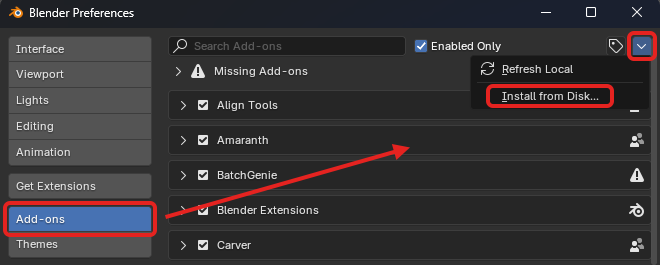 Blender Preferences
Interface
Viewport
Lights
Editing
Animation
Get Extensions
Add-ons
Themes
Search Add-ons
Enabled Only
Refresh Local
Install from Disk...
Missing Add-ons
Align Tools
Amaranth
BatchGenie
Blender Extensions
Carver